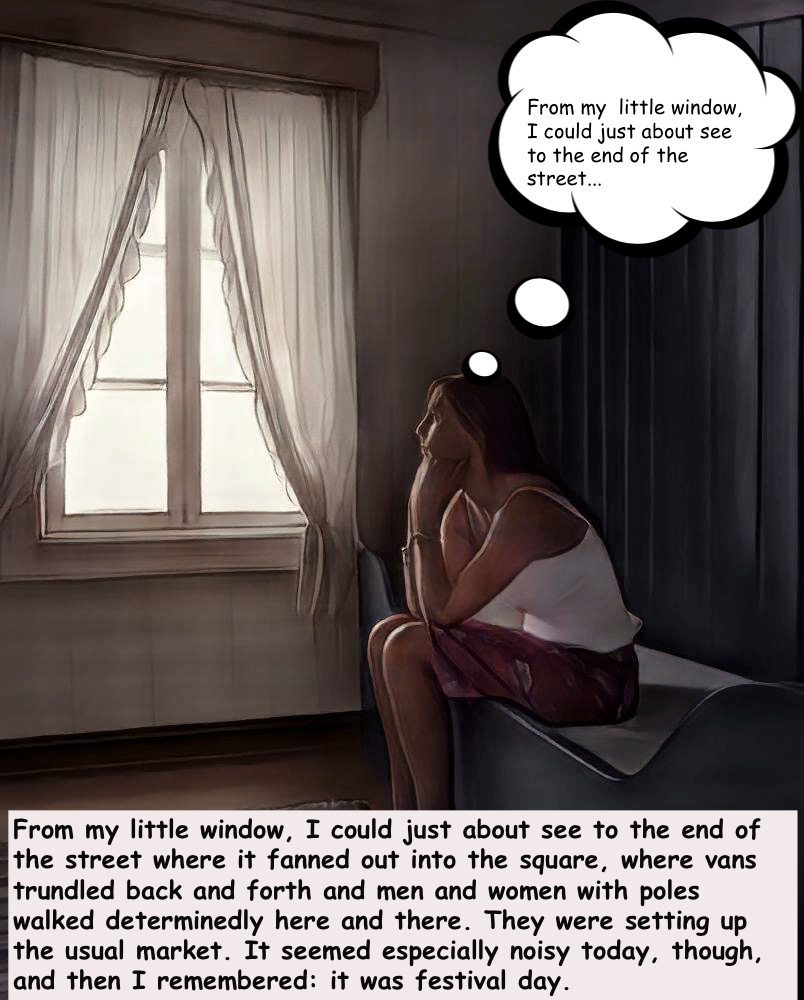 From my little window,
I could just about see
to the end of the
street...
From my little window, I could just about see to the end of
the street where it fanned out into the square, where vans
trundled back and forth and men and women with poles
walked determinedly here and there. They were setting up
the usual market. It seemed especially noisy today, though,
and then I remembered: it was festival day.